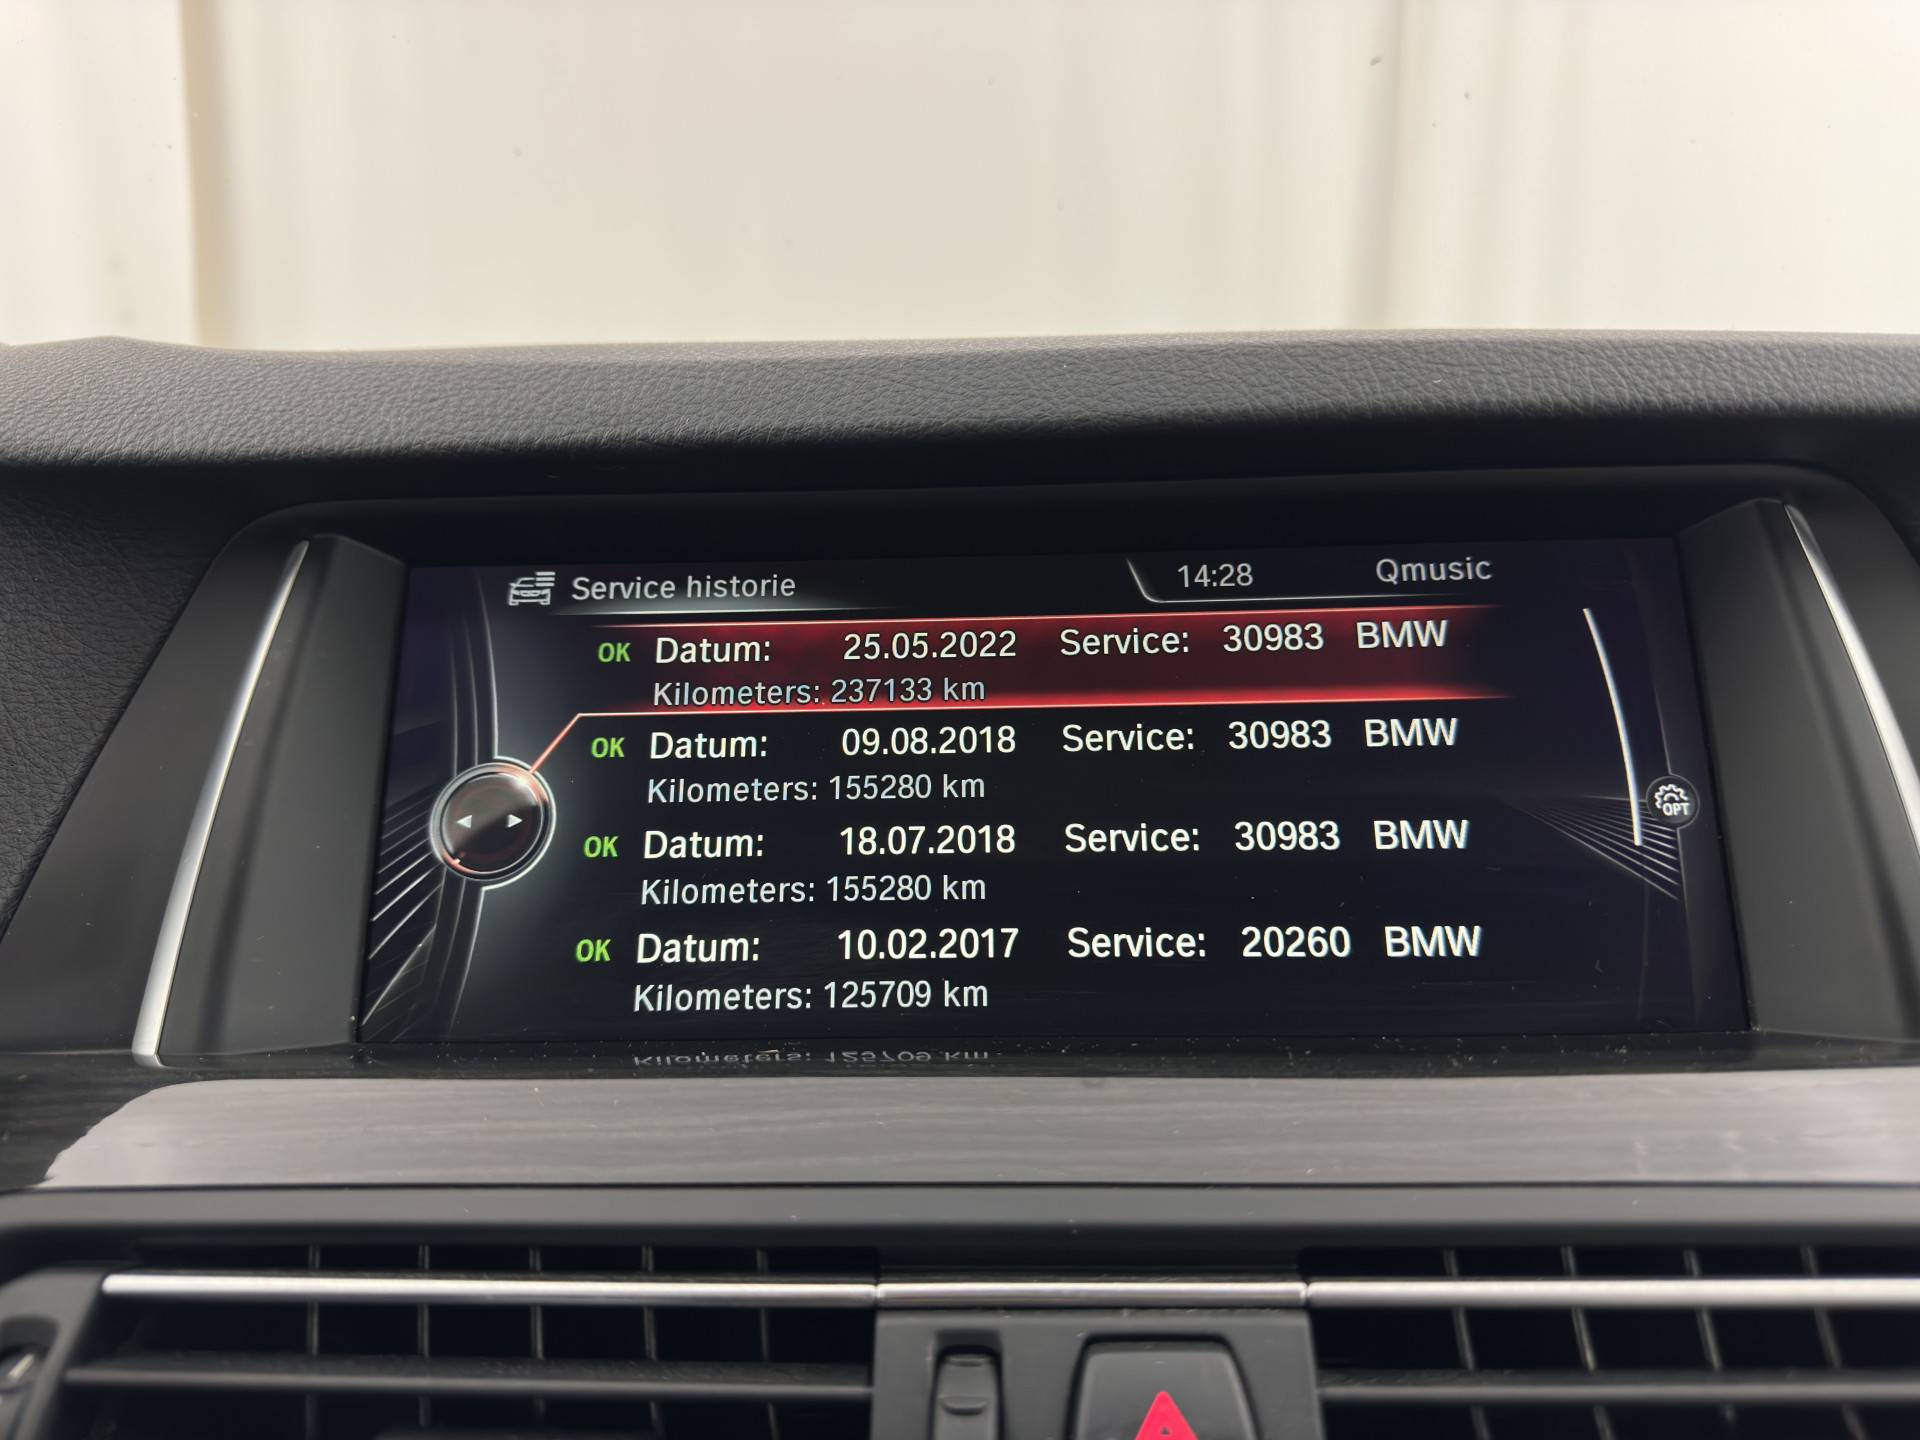 Service historie 14:28 Qmusic
OK Datum: 25.05.2022 Service: 30983 BMW
Kilometers: 237133 km
OK Datum: 09.08.2018 Service: 30983 BMW
Kilometers: 155280 km
OK Datum: 18.07.2018 Service: 30983 BMW
Kilometers: 155280 km
OPT
OK Datum: 10.02.2017 Service: 20260 BMW
Kilometers: 125709 km